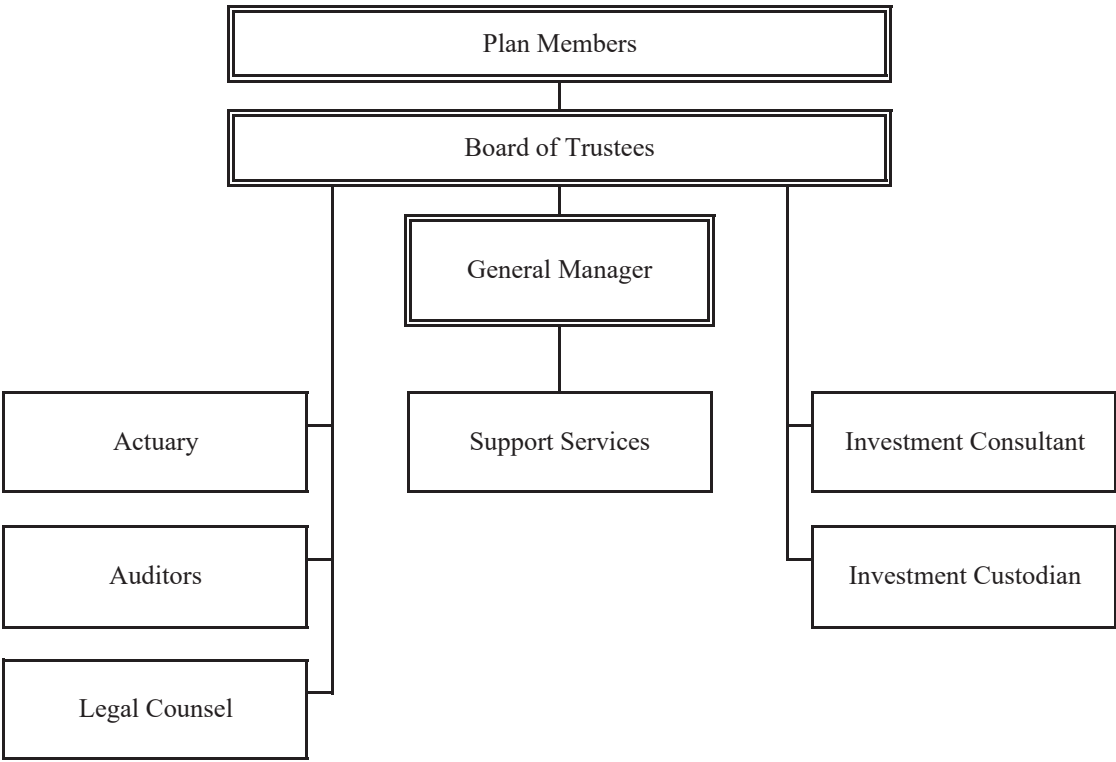 Plan Members
Board of Trustees
General Manager
Actuary
Support Services
Investment Consultant
Auditors
Investment Custodian
Legal Counsel